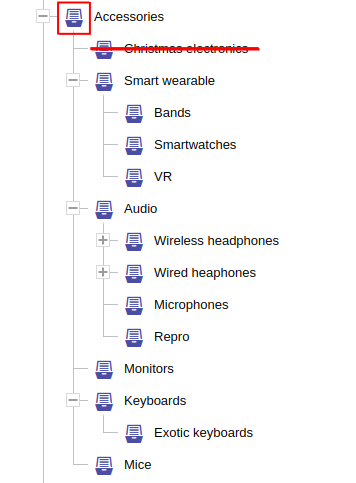 Accessories
Christmas electronics
Smart wearable
Bands
Smartwatches
VR
Audio
Wireless headphones
Wired heaphones
Microphones
Repro
Monitors
Keyboards
Exotic keyboards
Mice